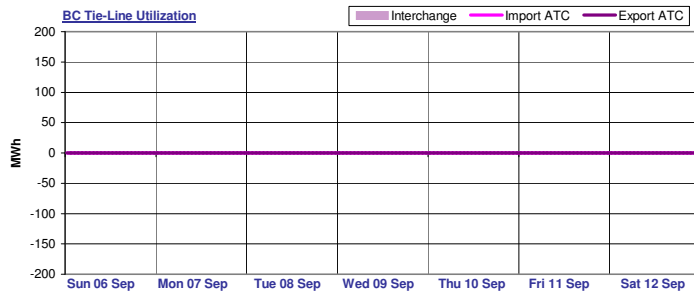 BC Tie-Line Utilization
Interchange Import ATC Export ATC
200
150
100
50
0
-50
-100
-150
-200
MWh
Sun 06 Sep Mon 07 Sep Tue 08 Sep Wed 09 Sep Thu 10 Sep Fri 11 Sep Sat 12 Sep